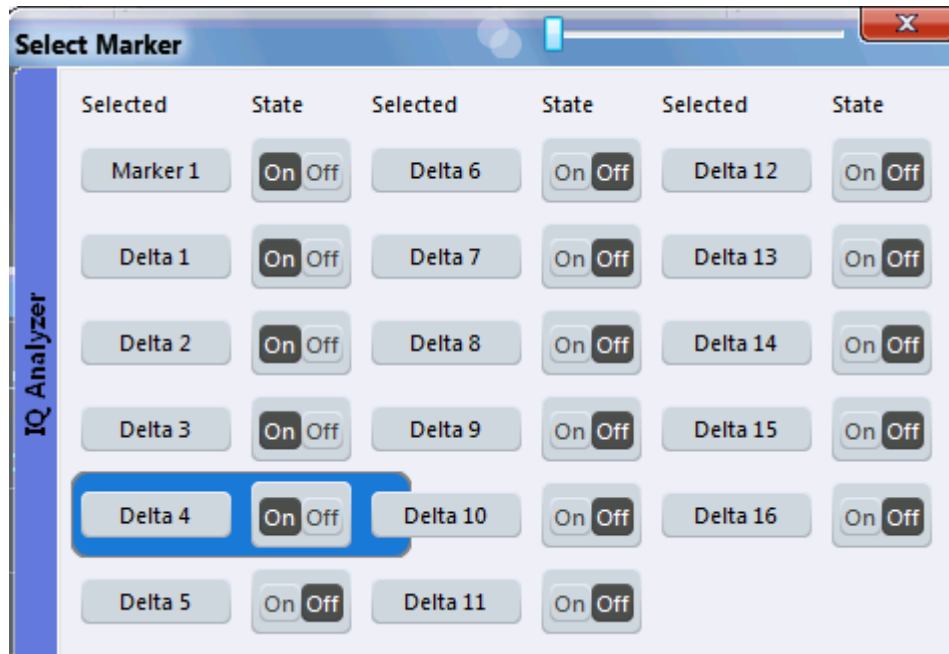 Select Marker
IQ Analyzer
Selected State Selected State Selected State
Marker 1 On Off Delta 6 On Off Delta 12 On Off
Delta 1 On Off Delta 7 On Off Delta 13 On Off
Delta 2 On Off Delta 8 On Off Delta 14 On Off
Delta 3 On Off Delta 9 On Off Delta 15 On Off
Delta 4 On Off Delta 10 On Off Delta 16 On Off
Delta 5 On Off Delta 11 On Off